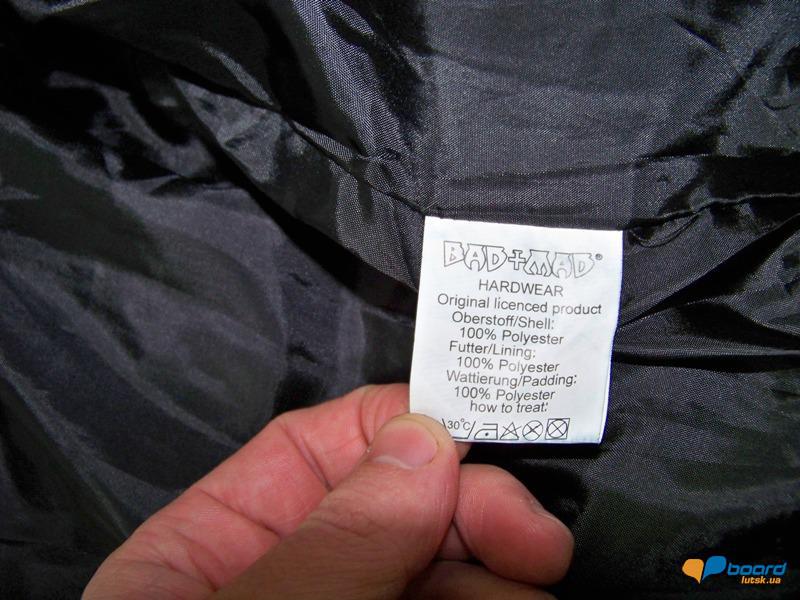 BAD+MAD®
HARDWEAR
Original licenced product
Oberstoff/Shell:
100% Polyester
Futter/Lining:
100% Polyester
Wattierung/Padding:
100% Polyester
how to treat:
30°C
board
lutsk.ua